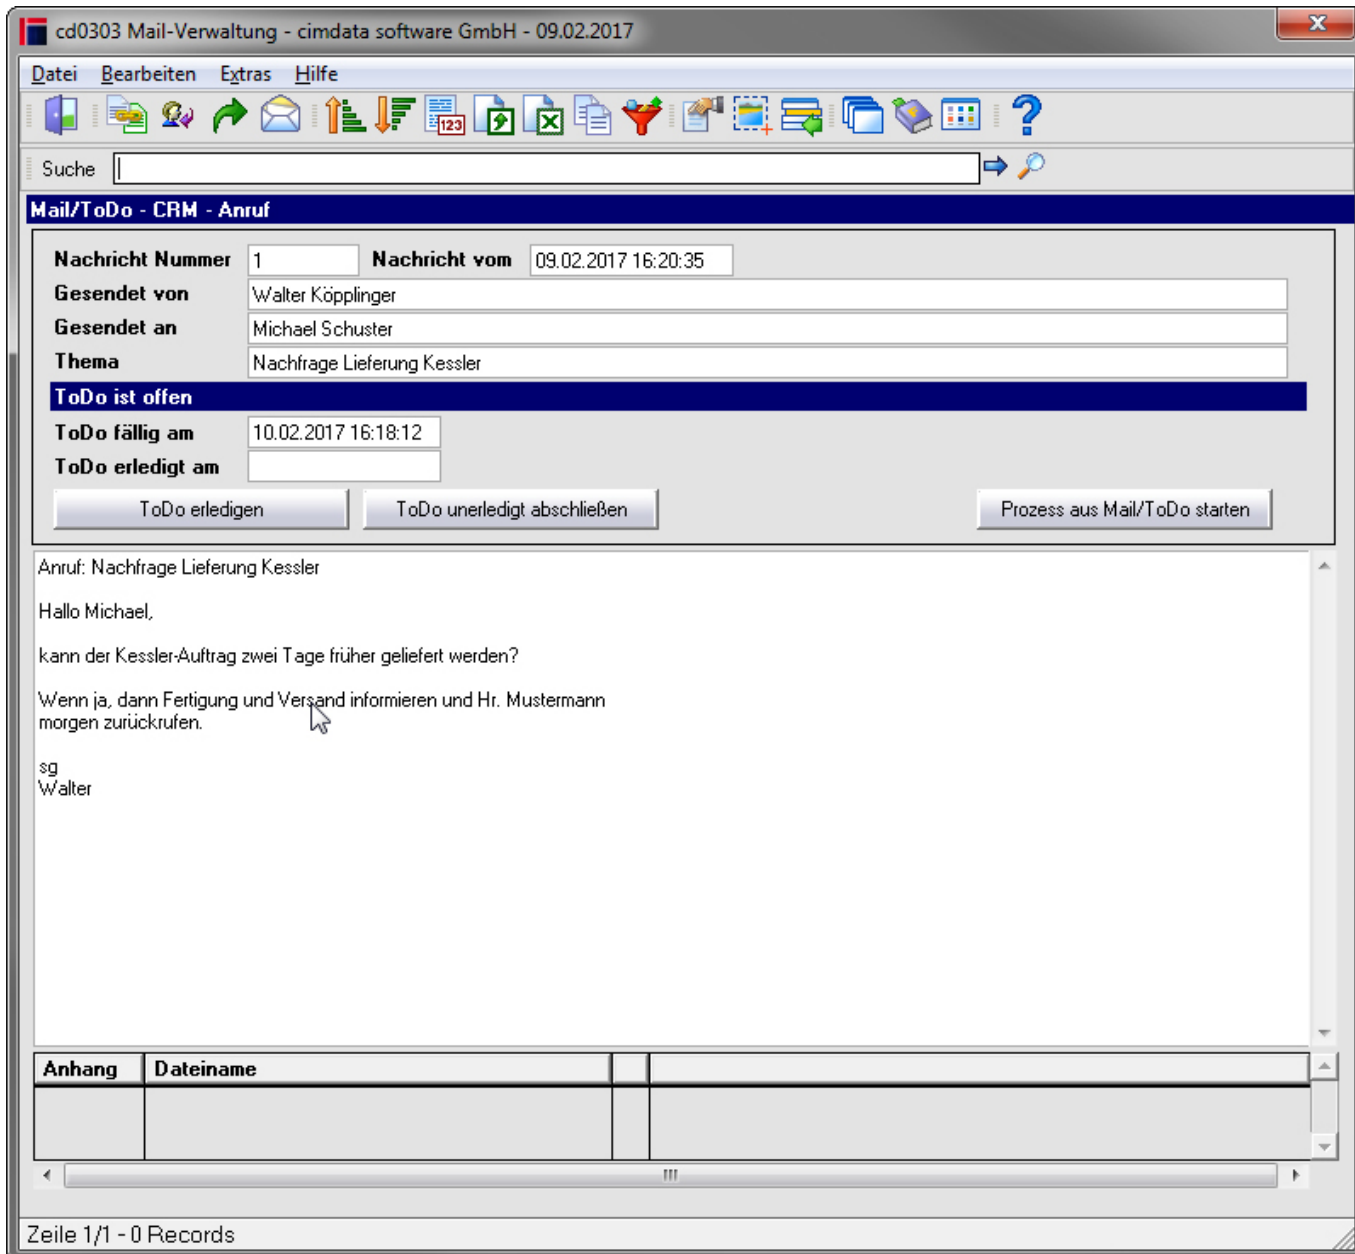 cd0303 Mail-Verwaltung - cimdata software GmbH - 09.02.2017
Datei Bearbeiten Extras Hilfe
123
Suche
Mail/ToDo - CRM - Anruf
Nachricht Nummer 1 Nachricht vom 09.02.2017 16:20:35
Gesendet von Walter Köpplinger
Gesendet an Michael Schuster
Thema Nachfrage Lieferung Kessler
ToDo ist offen
ToDo fällig am 10.02.2017 16:18:12
ToDo erledigt am
ToDo erledigen ToDo unerledigt abschließen Prozess aus Mail/ToDo starten
Anruf: Nachfrage Lieferung Kessler
Hallo Michael,
kann der Kessler-Auftrag zwei Tage früher geliefert werden?
Wenn ja, dann Fertigung und Versand informieren und Hr. Mustermann
morgen zurückrufen.
sg
Walter
Anhang Dateiname
Zeile 1/1 - 0 Records